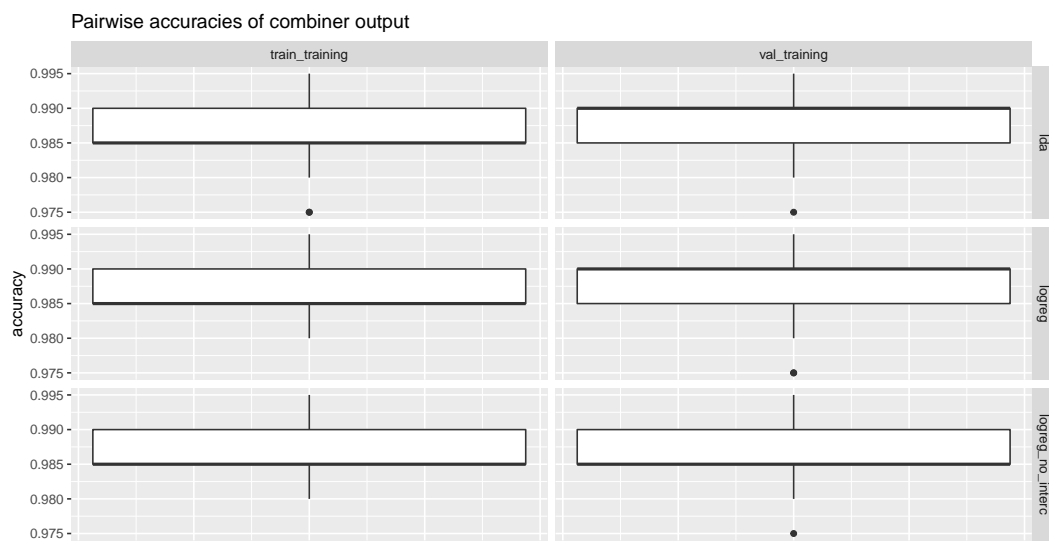 Pairwise accuracies of combiner output
train_training
val_training
0.995
0.990
0.985
0.980
0.975
lda
0.995
0.990
0.985
0.980
0.975
logreg
0.995
0.990
0.985
0.980
0.975
logreg_no_interc
accuracy